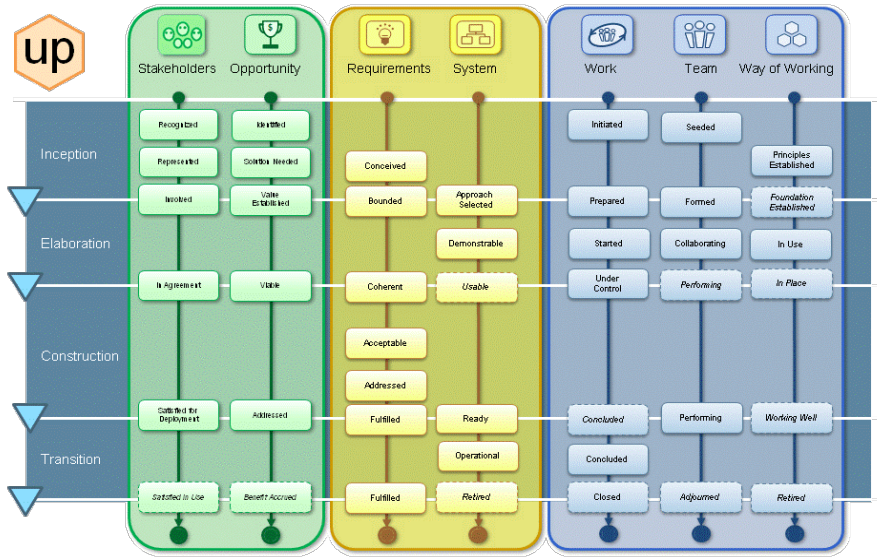 up
Stakeholders Opportunity Requirements System Work Team Way of Working
Inception
Recognized Identified Initiated Seeded
Represented Solution Needed Conceived Principles
Established
Involved Value
Established Bounded Approach
Selected Prepared Formed Foundation
Established
Elaboration
Demonstrable Started Collaborating In Use
In Agreement Viable Coherent Usable Under
Control Performing In Place
Construction
Acceptable
Addressed
Satisfied for
Deployment Addressed Fulfilled Ready Concluded Performing Working Well
Transition
Operational Concluded
Satisfied In Use Benefit Accrued Fulfilled Retired Closed Adjourned Retired